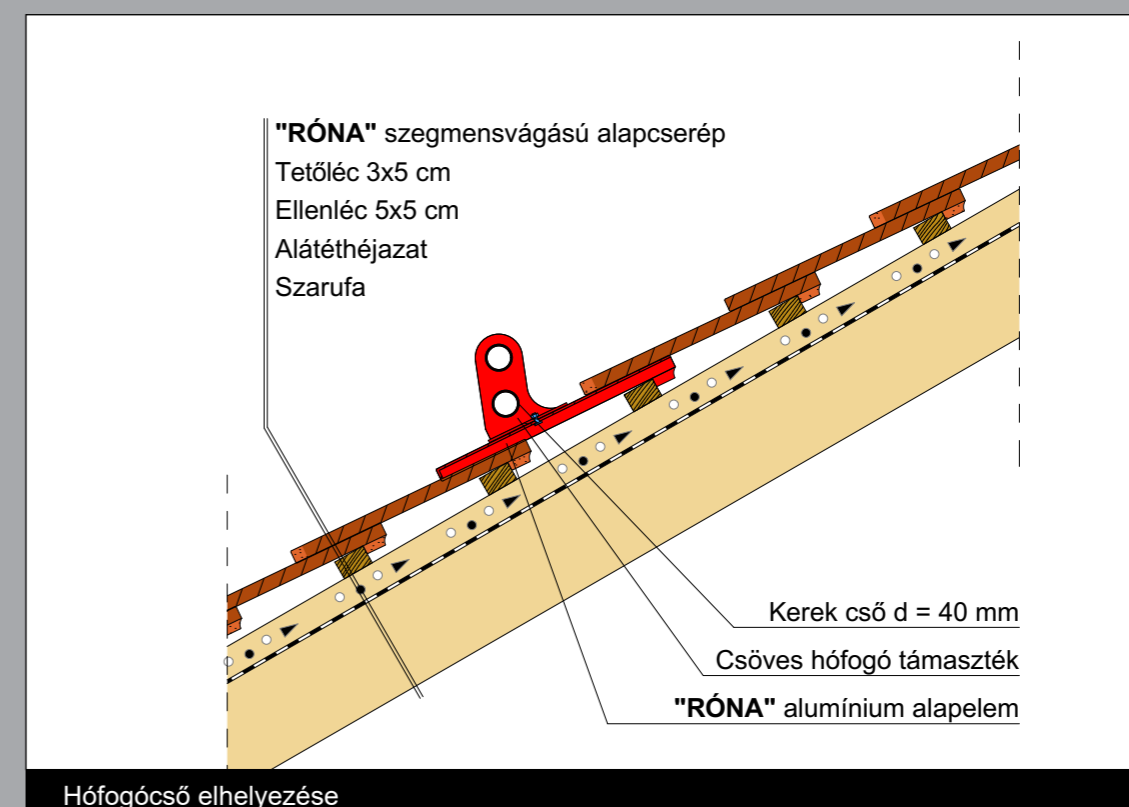 "RÓNA" szegmensvágású alapcserép
Tetőléc 3x5 cm
Ellenléc 5x5 cm
Alátéthéjazat
Szarufa
Kerek cső d = 40 mm
Csöves hófogó támaszték
"RÓNA" alumínium alapelem
Hófogócső elhelyezése